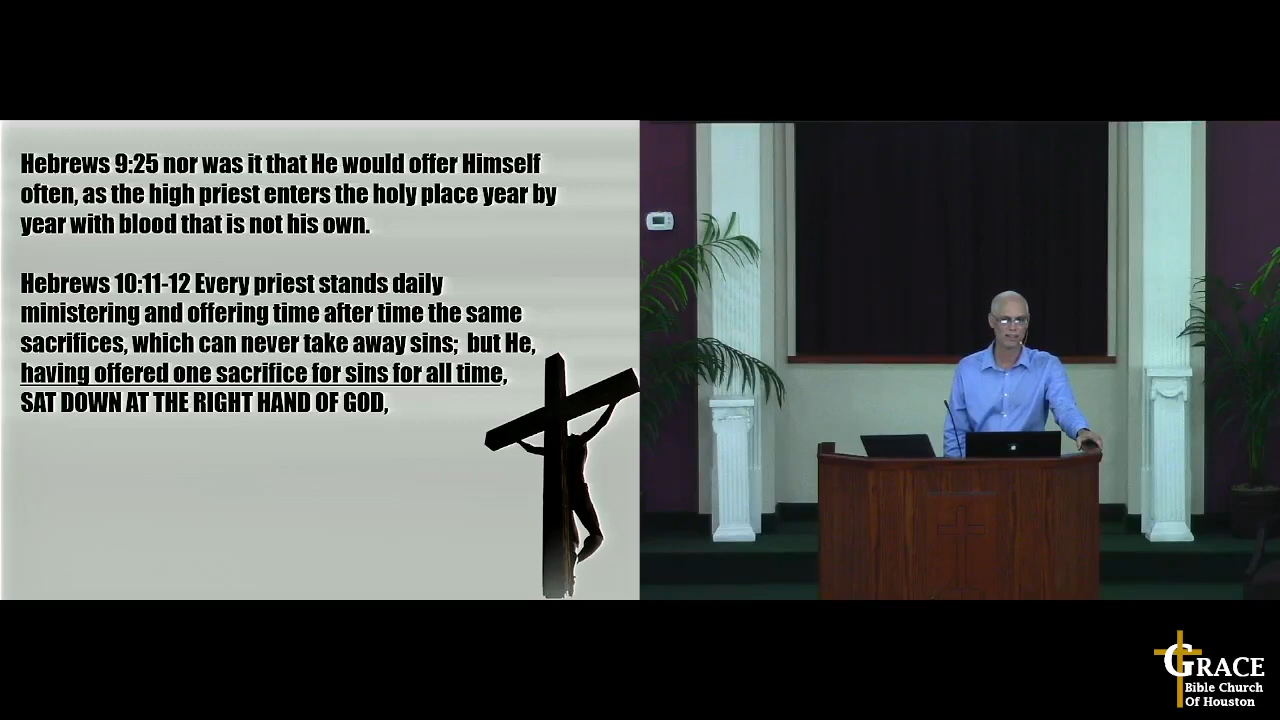 Hebrews 9:25 nor was it that He would offer Himself
often, as the high priest enters the holy place year by
year with blood that is not his own.
Hebrews 10:11-12 Every priest stands daily
ministering and offering time after time the same
sacrifices, which can never take away sins;  but He,
having offered one sacrifice for sins for all time,
SAT DOWN AT THE RIGHT HAND OF GOD,
GRACE
Bible Church
Of Houston